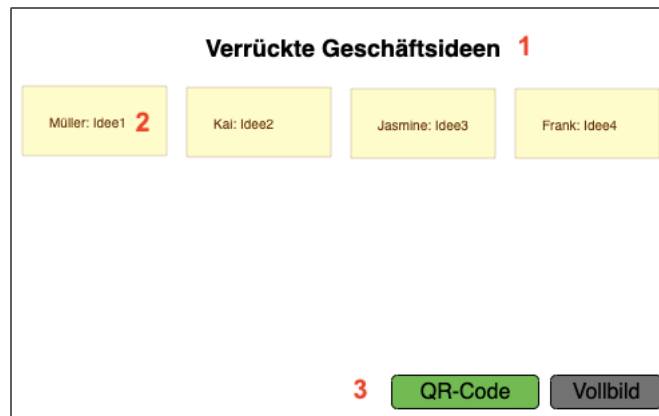 Verrückte Geschäftsideen 1
Müller: Idee1 2 Kai: Idee2 Jasmine: Idee3 Frank: Idee4
3 QR-Code Vollbild